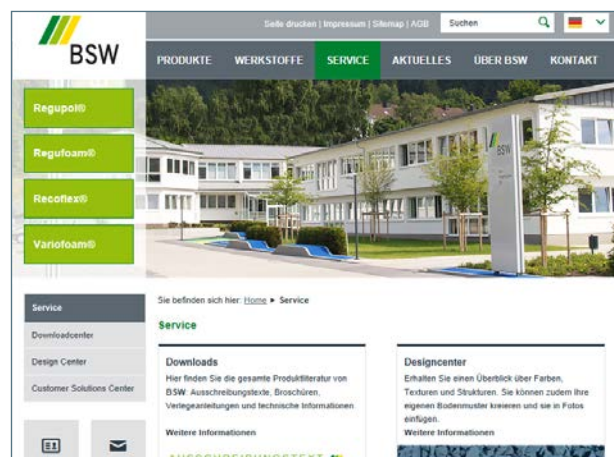 Seite drucken | Impressum | Sitemap | AGB
Suchen
BSW
PRODUKTE WERKSTOFFE SERVICE AKTUELLES ÜBER BSW KONTAKT
Regupol®
Regufoam®
Recoflex®
Variofoam®
BSW
Service
Downloadcenter
Design Center
Customer Solutions Center
Sie befinden sich hier: Home ► Service
Service
Downloads
Hier finden Sie die gesamte Produktliteratur von
BSW: Ausschreibungstexte, Broschüren,
Verlegeanleitungen und technische Informationen.
Weitere Informationen
AUSSCHREIBUNGSTEXT
Designcenter
Erhalten Sie einen Überblick über Farben,
Texturen und Strukturen. Sie können zudem Ihre
eigenen Bodenmuster kreieren und sie in Fotos
einfügen.
Weitere Informationen